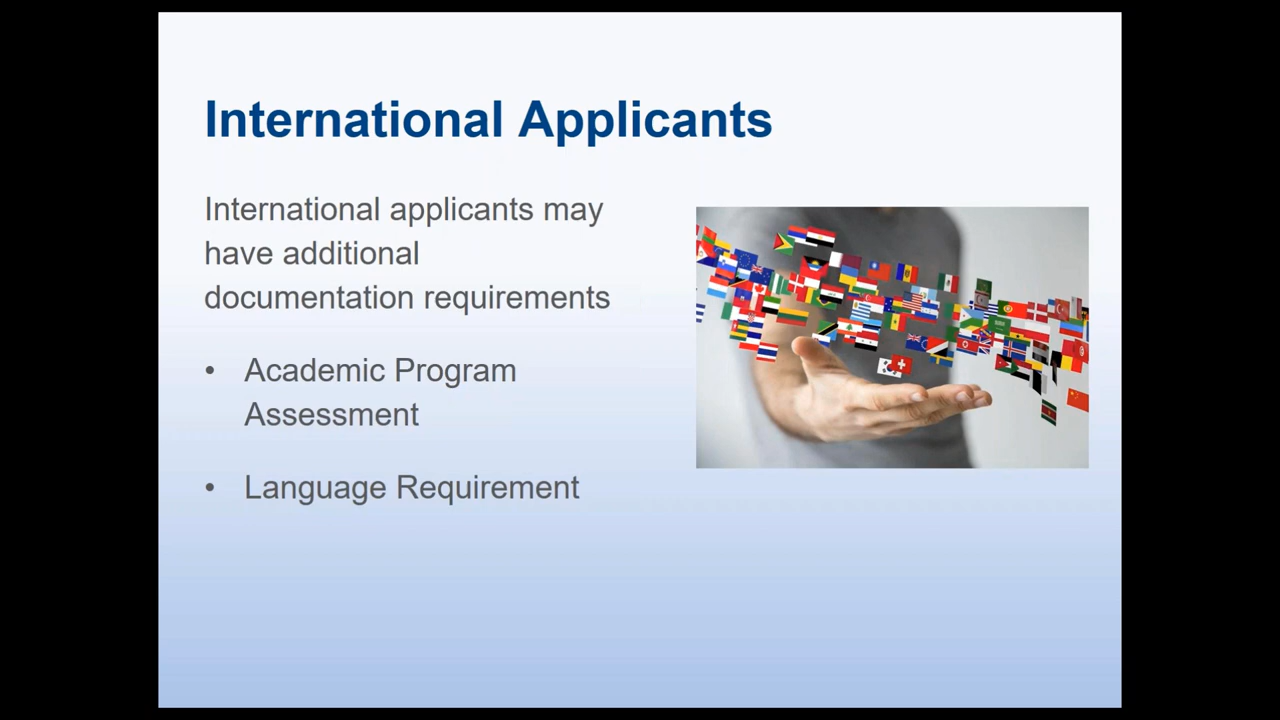 International Applicants
International applicants may
have additional
documentation requirements
• Academic Program
Assessment
• Language Requirement